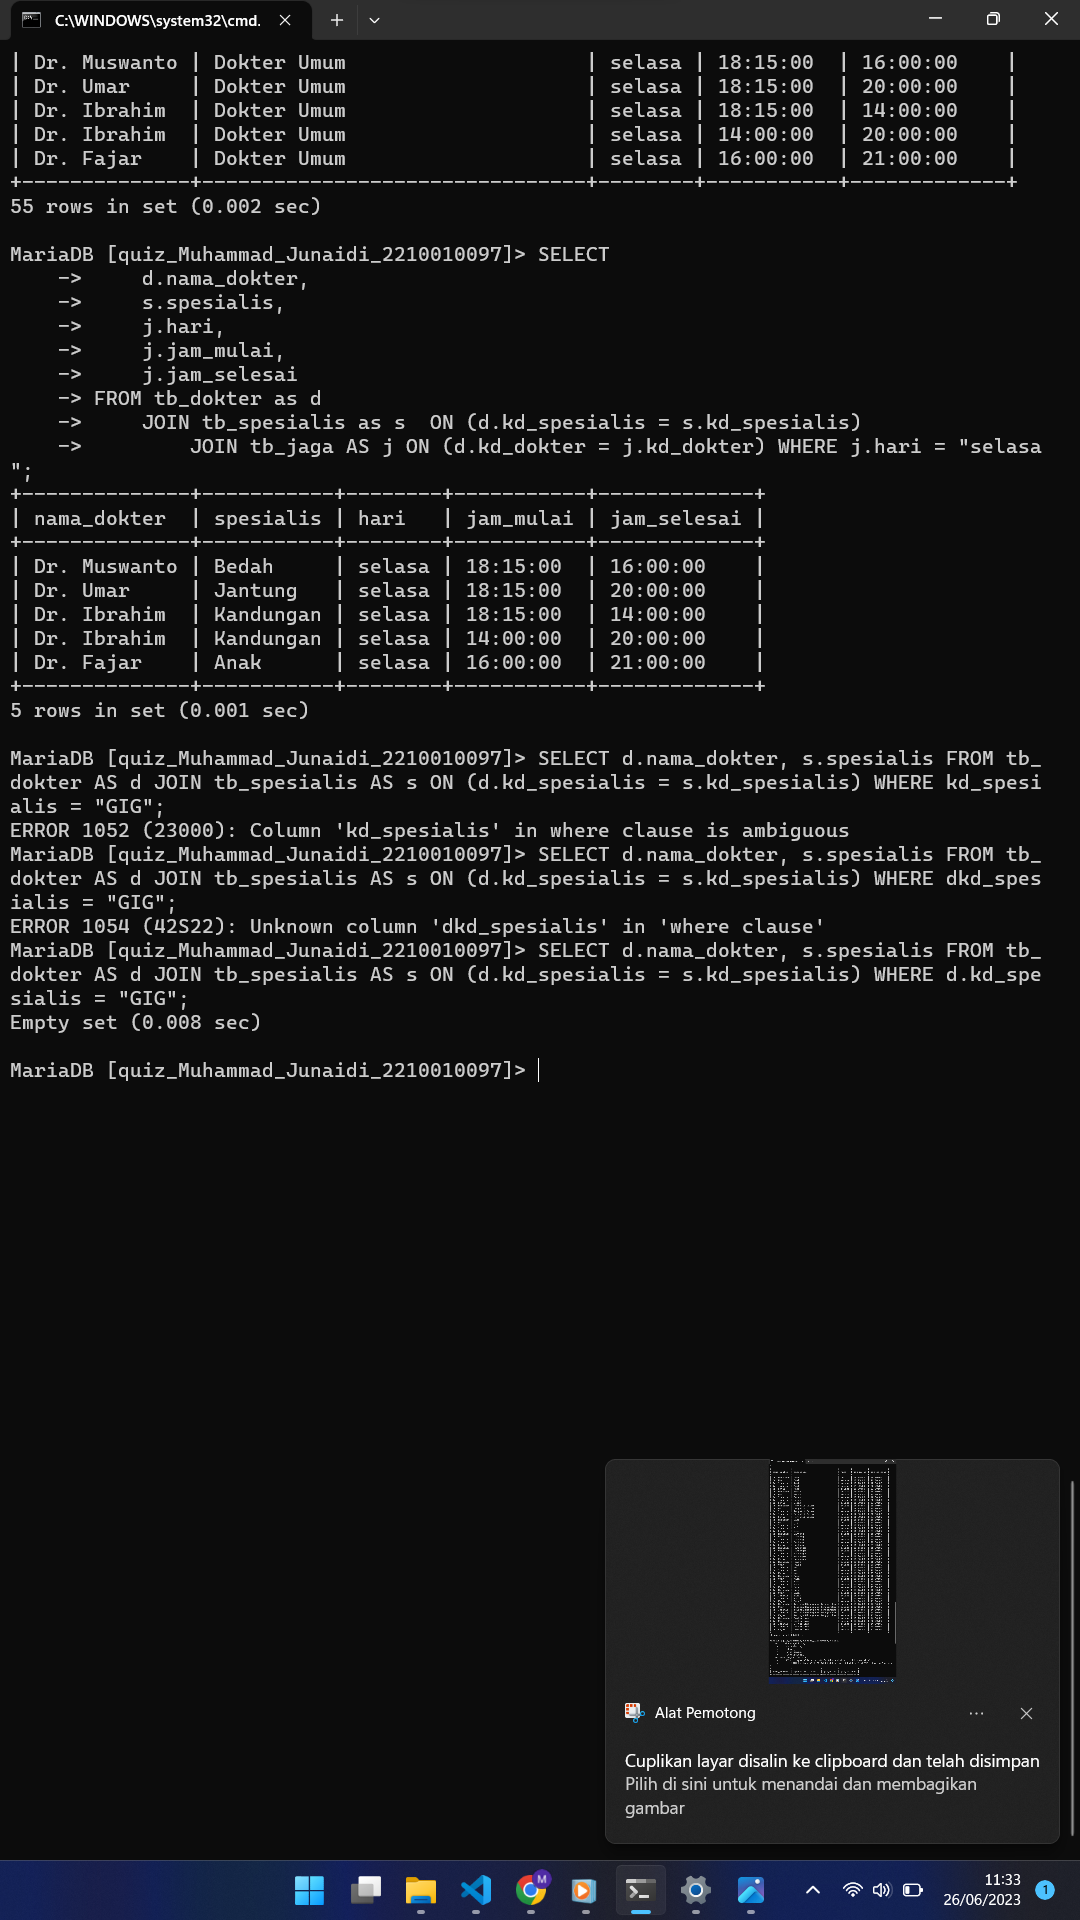 C:\WINDOWS\system32\cmd.
| Dr. Muswanto | Dokter Umum                    | selasa | 18:15:00  | 16:00:00    |
| Dr. Umar     | Dokter Umum                    | selasa | 18:15:00  | 20:00:00    |
| Dr. Ibrahim  | Dokter Umum                    | selasa | 18:15:00  | 14:00:00    |
| Dr. Ibrahim  | Dokter Umum                    | selasa | 14:00:00  | 20:00:00    |
| Dr. Fajar    | Dokter Umum                    | selasa | 16:00:00  | 21:00:00    |
+--------------+--------------------------------+--------+-----------+-------------+
55 rows in set (0.002 sec)
MariaDB [quiz_Muhammad_Junaidi_2210010097]> SELECT
    ->     d.nama_dokter,
    ->     s.spesialis,
    ->     j.hari,
    ->     j.jam_mulai,
    ->     j.jam_selesai
    -> FROM tb_dokter as d
    ->     JOIN tb_spesialis as s  ON (d.kd_spesialis = s.kd_spesialis)
    ->         JOIN tb_jaga AS j ON (d.kd_dokter = j.kd_dokter) WHERE j.hari = "selasa
";
+--------------+-----------+--------+-----------+-------------+
| nama_dokter  | spesialis | hari   | jam_mulai | jam_selesai |
+--------------+-----------+--------+-----------+-------------+
| Dr. Muswanto | Bedah     | selasa | 18:15:00  | 16:00:00    |
| Dr. Umar     | Jantung   | selasa | 18:15:00  | 20:00:00    |
| Dr. Ibrahim  | Kandungan | selasa | 18:15:00  | 14:00:00    |
| Dr. Ibrahim  | Kandungan | selasa | 14:00:00  | 20:00:00    |
| Dr. Fajar    | Anak      | selasa | 16:00:00  | 21:00:00    |
+--------------+-----------+--------+-----------+-------------+
5 rows in set (0.001 sec)
MariaDB [quiz_Muhammad_Junaidi_2210010097]> SELECT d.nama_dokter, s.spesialis FROM tb_
dokter AS d JOIN tb_spesialis AS s ON (d.kd_spesialis = s.kd_spesialis) WHERE kd_spesi
alis = "GIG";
ERROR 1052 (23000): Column 'kd_spesialis' in where clause is ambiguous
MariaDB [quiz_Muhammad_Junaidi_2210010097]> SELECT d.nama_dokter, s.spesialis FROM tb_
dokter AS d JOIN tb_spesialis AS s ON (d.kd_spesialis = s.kd_spesialis) WHERE dkd_spes
ialis = "GIG";
ERROR 1054 (42S22): Unknown column 'dkd_spesialis' in 'where clause'
MariaDB [quiz_Muhammad_Junaidi_2210010097]> SELECT d.nama_dokter, s.spesialis FROM tb_
dokter AS d JOIN tb_spesialis AS s ON (d.kd_spesialis = s.kd_spesialis) WHERE d.kd_spe
sialis = "GIG";
Empty set (0.008 sec)
MariaDB [quiz_Muhammad_Junaidi_2210010097]>
Alat Pemotong
Cuplikan layar disalin ke clipboard dan telah disimpan
Pilih di sini untuk menandai dan membagikan
gambar
M
11:33
26/06/2023
1